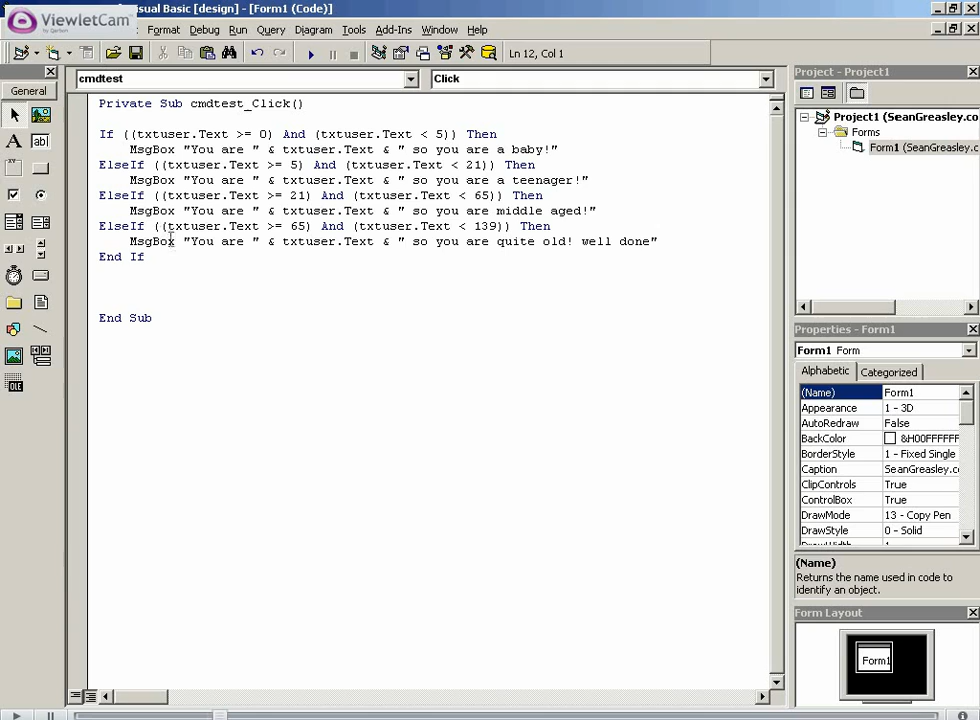 ViewletCam
isual Basic [design] - [Form1 (Code)]
Format Debug Run Query Diagram Tools Add-Ins Window Help
Ln 12, Col 1
General
cmdtest Click
Private Sub cmdtest_Click()
If ((txtuser.Text >= 0) And (txtuser.Text < 5)) Then
MsgBox "You are " & txtuser.Text & " so you are a baby!"
ElseIf ((txtuser.Text >= 5) And (txtuser.Text < 21)) Then
MsgBox "You are " & txtuser.Text & " so you are a teenager!"
ElseIf ((txtuser.Text >= 21) And (txtuser.Text < 65)) Then
MsgBox "You are " & txtuser.Text & " so you are middle aged!"
ElseIf ((txtuser.Text >= 65) And (txtuser.Text < 139)) Then
MsgBox "You are " & txtuser.Text & " so you are quite old! well done"
End If
End Sub
A ab|
xy
OLE
Project - Project1
Project1 (SeanGreasley.c
Forms
Form1 (SeanGreasley.c
Properties - Form1
Form1 Form
Alphabetic Categorized
(Name) Form1
Appearance 1 - 3D
AutoRedraw False
BackColor &H00FFFFFF
BorderStyle 1 - Fixed Single
Caption SeanGreasley.c
ClipControls True
ControlBox True
DrawMode 13 - Copy Pen
DrawStyle 0 - Solid
DrawWidth 1
(Name)
Returns the name used in code to
identify an object.
Form Layout
Form1